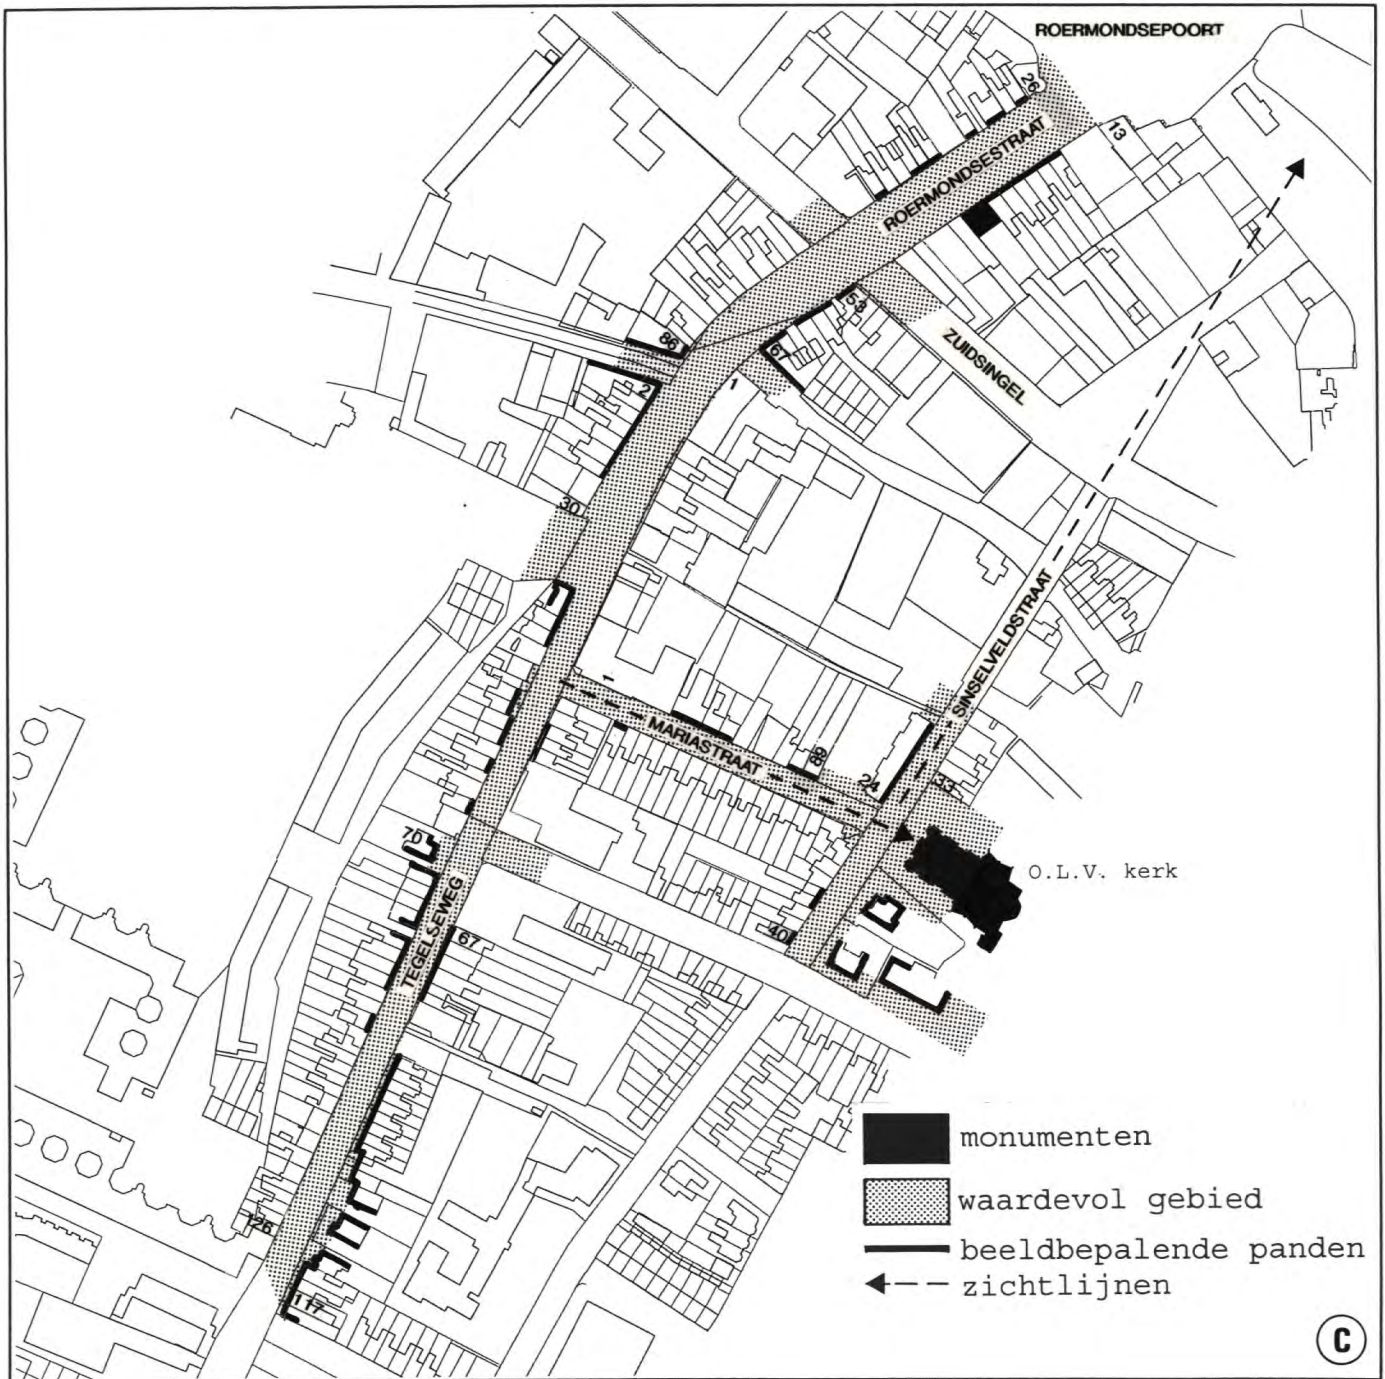 ROERMONDSEPOORT
26
13
ROERMONDSESTRAAT
53
ZUIDSINGEL
86
67
2
1
30
SINSELVELDSTRAAT
1
MARIASTRAAT
89
24
33
70
O.L.V. kerk
TEGELSEWEG
67
40
monumenten
waardevol gebied
beeldbepalende panden
zichtlijnen
126
117
C